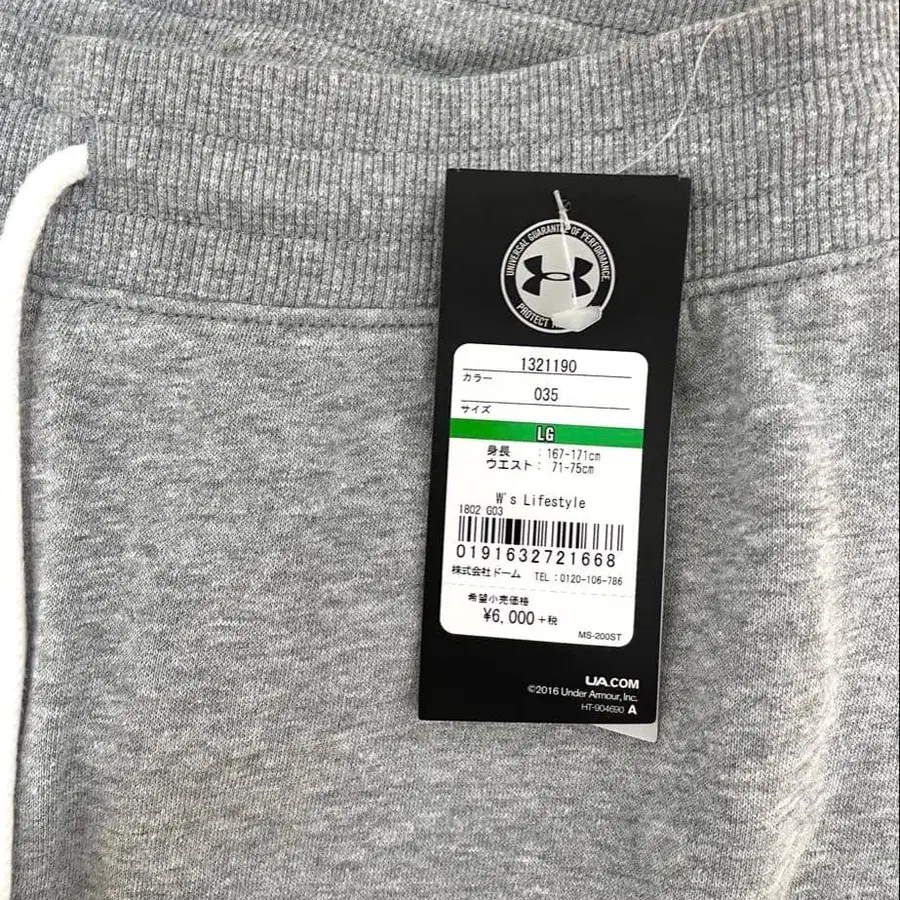 UNIVERSAL GUARANTEE OF PERFORMANCE.
PROTECT
1321190
カラー
035
サイズ
LG
身長 : 167-171cm
ウエスト : 71-75cm
W's Lifestyle
1802 G03
0191632721668
株式会社ドーム TEL:0120-106-786
希望小売価格
¥6,000+税
MS-200ST
UA.COM
©2016 Under Armour, Inc.
HT-904690 A